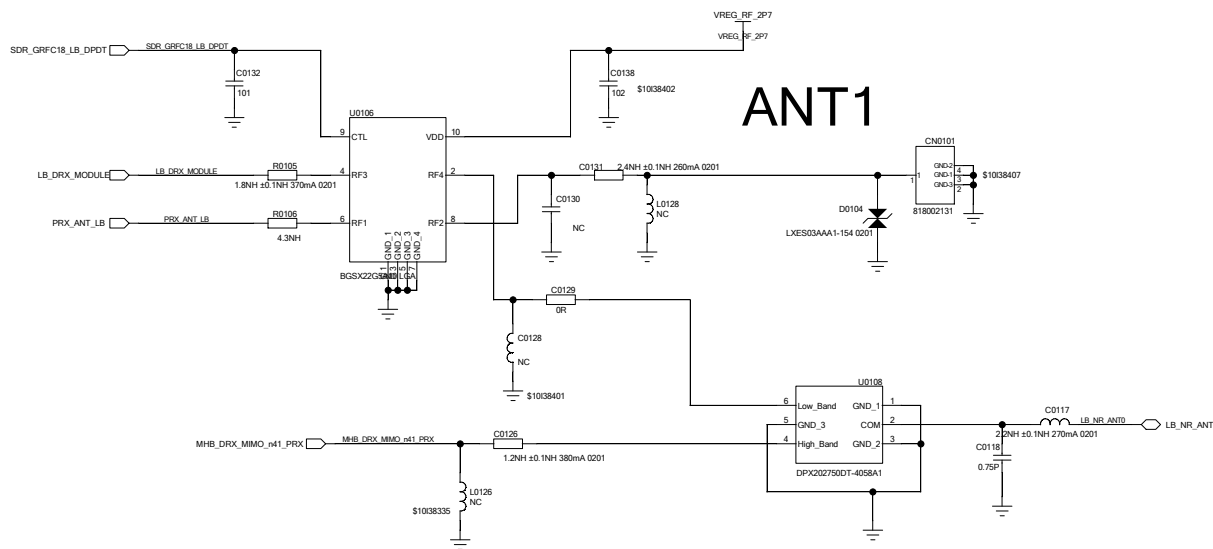 VREG_RF_2P7
VREG_RF_2P7
SDR_GRFC18_LB_DPDT
SDR_GRFC18_LB_DPDT
C0132
101
C0138
102
$10I38402
ANT1
U0106
9
CTL
VDD
10
CN0101
LB_DRX_MODULE
LB_DRX_MODULE
R0105
1.8NH ±0.1NH 370mA 0201
4
RF3
RF4
2
C0131
2.4NH ±0.1NH 260mA 0201
1
1
GND-2
GND-1
GND-3
4
3
2
$10I38407
818002131
PRX_ANT_LB
PRX_ANT_LB
R0106
4.3NH
6
RF1
RF2
8
C0130
NC
L0128
NC
D0104
LXES03AAA1-154 0201
GND_1
GND_2
GND_3
GND_4
1
3
5
7
C0129
0R
C0128
NC
$10I38401
U0108
6
Low_Band
GND_1
1
5
GND_3
COM
2
4
High_Band
GND_2
3
DPX202750DT-4058A1
C0117
2.2NH ±0.1NH 270mA 0201
LB_NR_ANT0
LB_NR_ANT
C0118
0.75P
MHB_DRX_MIMO_n41_PRX
MHB_DRX_MIMO_n41_PRX
C0126
1.2NH ±0.1NH 380mA 0201
L0126
NC
$10I38335